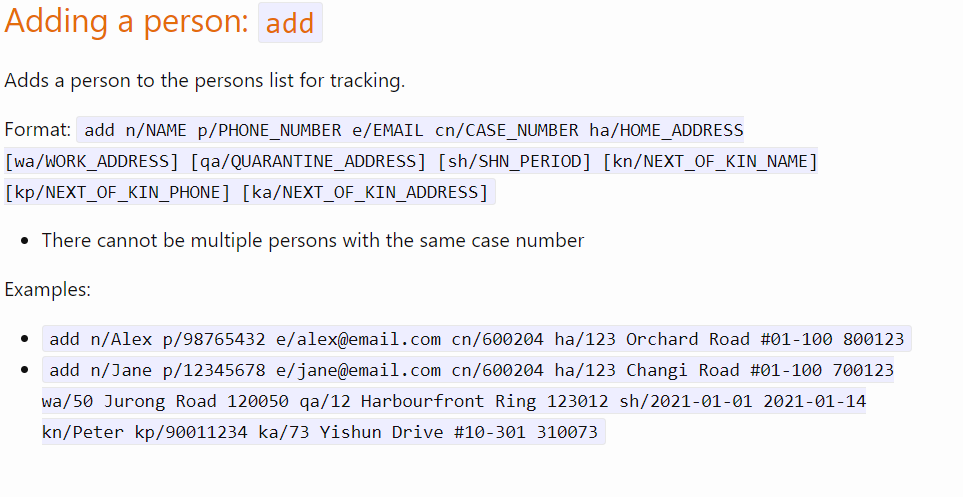 Adding a person: add
Adds a person to the persons list for tracking.
Format: add n/NAME p/PHONE_NUMBER e/EMAIL cn/CASE_NUMBER ha/HOME_ADDRESS
[wa/WORK_ADDRESS] [qa/QUARANTINE_ADDRESS] [sh/SHN_PERIOD] [kn/NEXT_OF_KIN_NAME]
[kp/NEXT_OF_KIN_PHONE] [ka/NEXT_OF_KIN_ADDRESS]
• There cannot be multiple persons with the same case number
Examples:
• add n/Alex p/98765432 e/alex@email.com cn/600204 ha/123 Orchard Road #01-100 800123
• add n/Jane p/12345678 e/jane@email.com cn/600204 ha/123 Changi Road #01-100 700123
wa/50 Jurong Road 120050 qa/12 Harbourfront Ring 123012 sh/2021-01-01 2021-01-14
kn/Peter kp/90011234 ka/73 Yishun Drive #10-301 310073